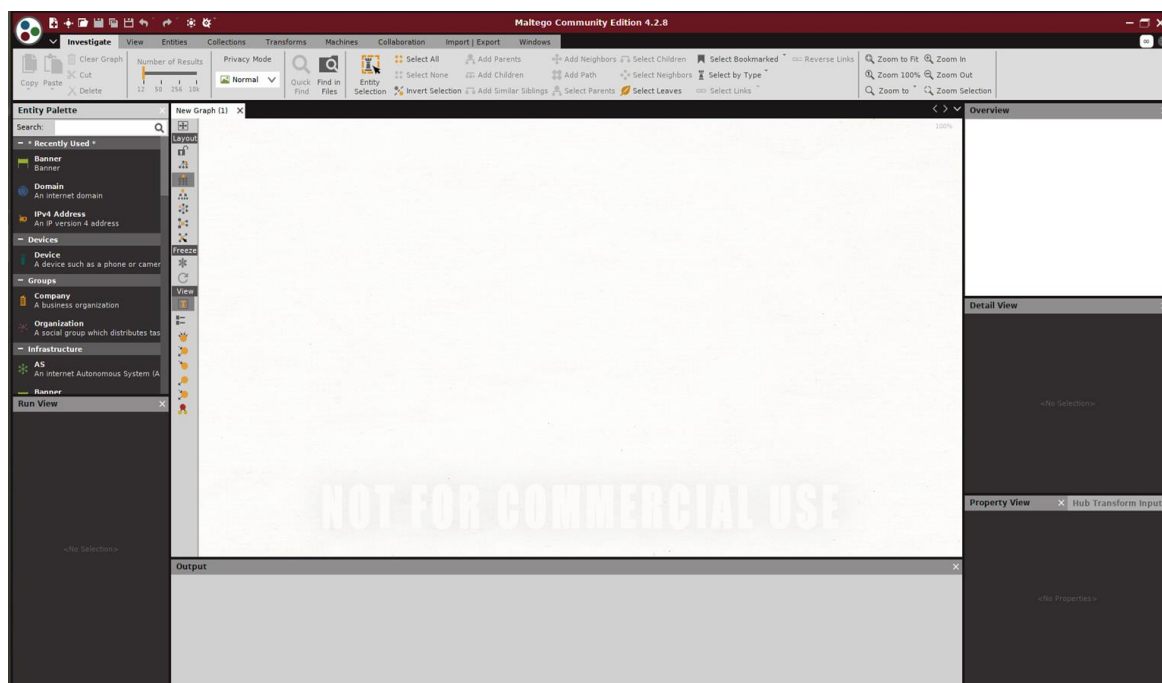 Maltego Community Edition 4.2.8
Investigate View Entities Collections Transforms Machines Collaboration Import | Export Windows
Copy Paste
Clear Graph
Cut
Delete
Number of Results
12 50 256 10k
Privacy Mode
Normal
Quick Find
Find in Files
Entity Selection
Select All
Select None
Invert Selection
Add Parents
Add Children
Add Similar Siblings
Add Neighbors
Add Path
Select Parents
Select Children
Select Neighbors
Select Leaves
Select Bookmarked
Select by Type
Select Links
Reverse Links
Zoom to Fit
Zoom 100%
Zoom to
Zoom In
Zoom Out
Zoom Selection
Entity Palette
Search:
* Recently Used *
Banner
Banner
Domain
An internet domain
IPv4 Address
An IP version 4 address
Devices
Device
A device such as a phone or camer
Groups
Company
A business organization
Organization
A social group which distributes tas
Infrastructure
AS
An internet Autonomous System (A
Banner
Run View
<No Selection>
New Graph (1)
Layout
Freeze
View
100%
NOT FOR COMMERCIAL USE
Output
Overview
Detail View
<No Selection>
Property View
Hub Transform Input
<No Properties>